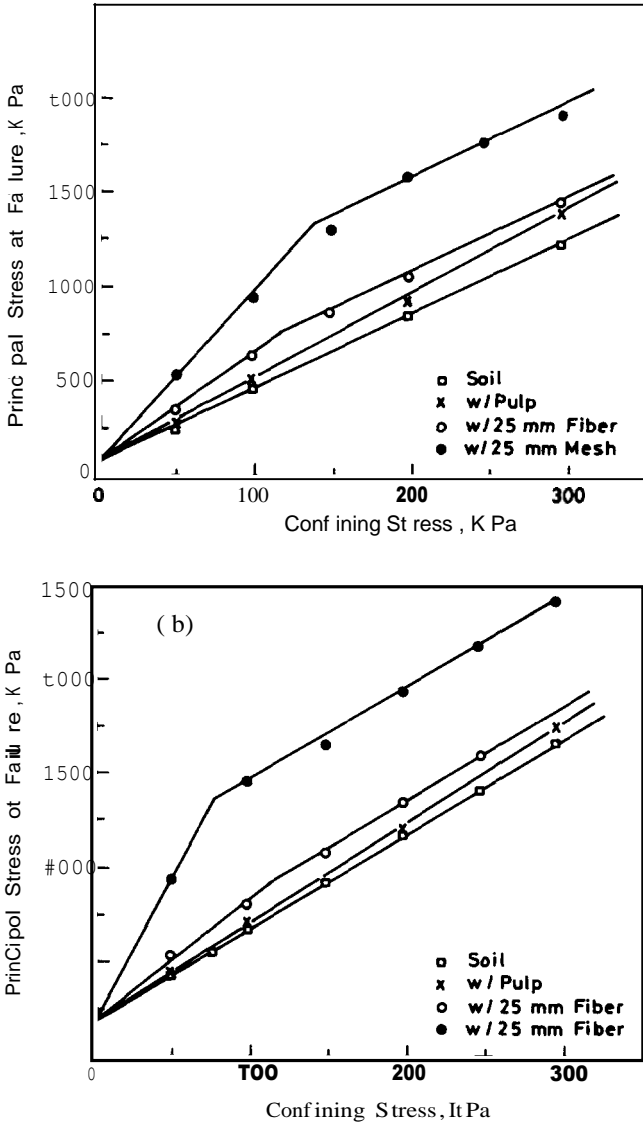 Princ pal Stress at Fa lure ,K Pa
t000
1500
1000
500
0
0 100 200 300
□ Soil
x w/Pulp
o w/25 mm Fiber
● w/25 mm Mesh
Conf ining St ress , K Pa
( b)
PrinCipol Stress ot Failu re, K Pa
1500
t000
1500
#000
□ Soil
x w/ Pulp
o w/25 mm Fiber
● w/25 mm Fiber
0 TOO 200 300
Conf ining S tress , It Pa